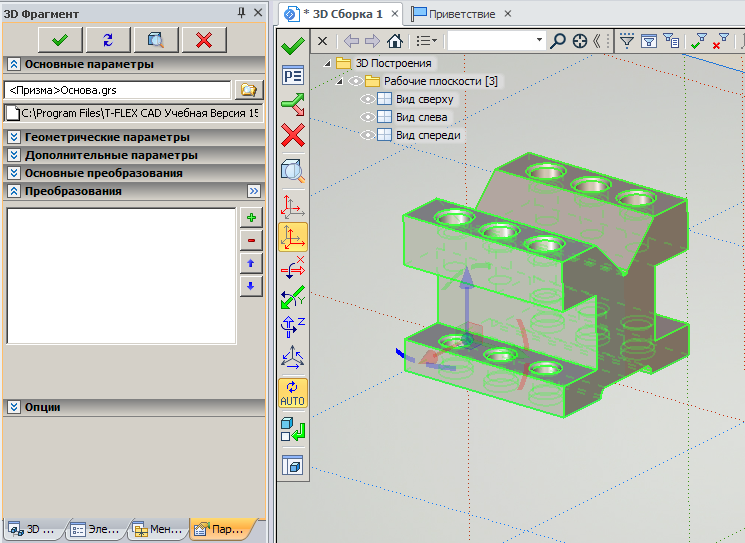 3D Фрагмент
Основные параметры
<Призма>Основа.grs
C:\Program Files\T-FLEX CAD Учебная Версия 15
Геометрические параметры
Дополнительные параметры
Основные преобразования
Преобразования
Опции
3D ...
Эле...
Мен...
Пар...
* 3D Сборка 1
Приветствие
3D Построения
Рабочие плоскости [3]
Вид сверху
Вид слева
Вид спереди
X
Z
AUTO